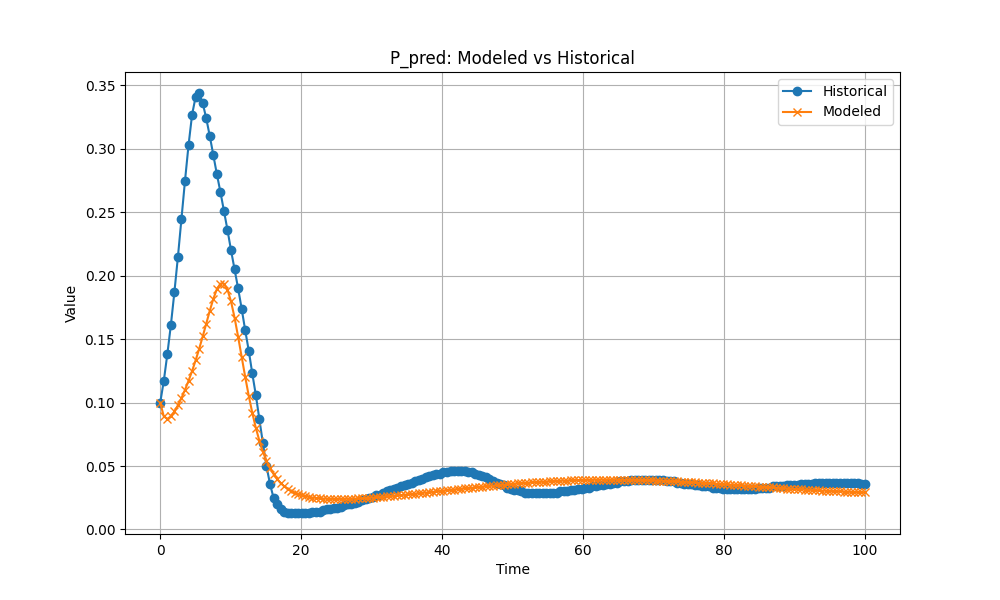 P_pred: Modeled vs Historical
Historical
Modeled
Value
0.35
0.30
0.25
0.20
0.15
0.10
0.05
0.00
0 20 40 60 80 100
Time